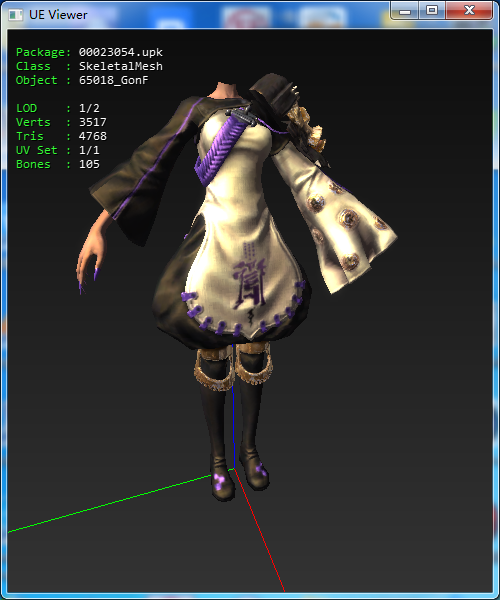 UE Viewer
Package: 00023054.upk
Class : SkeletalMesh
Object : 65018_GonF
LOD : 1/2
Verts : 3517
Tris : 4768
UV Set : 1/1
Bones : 105